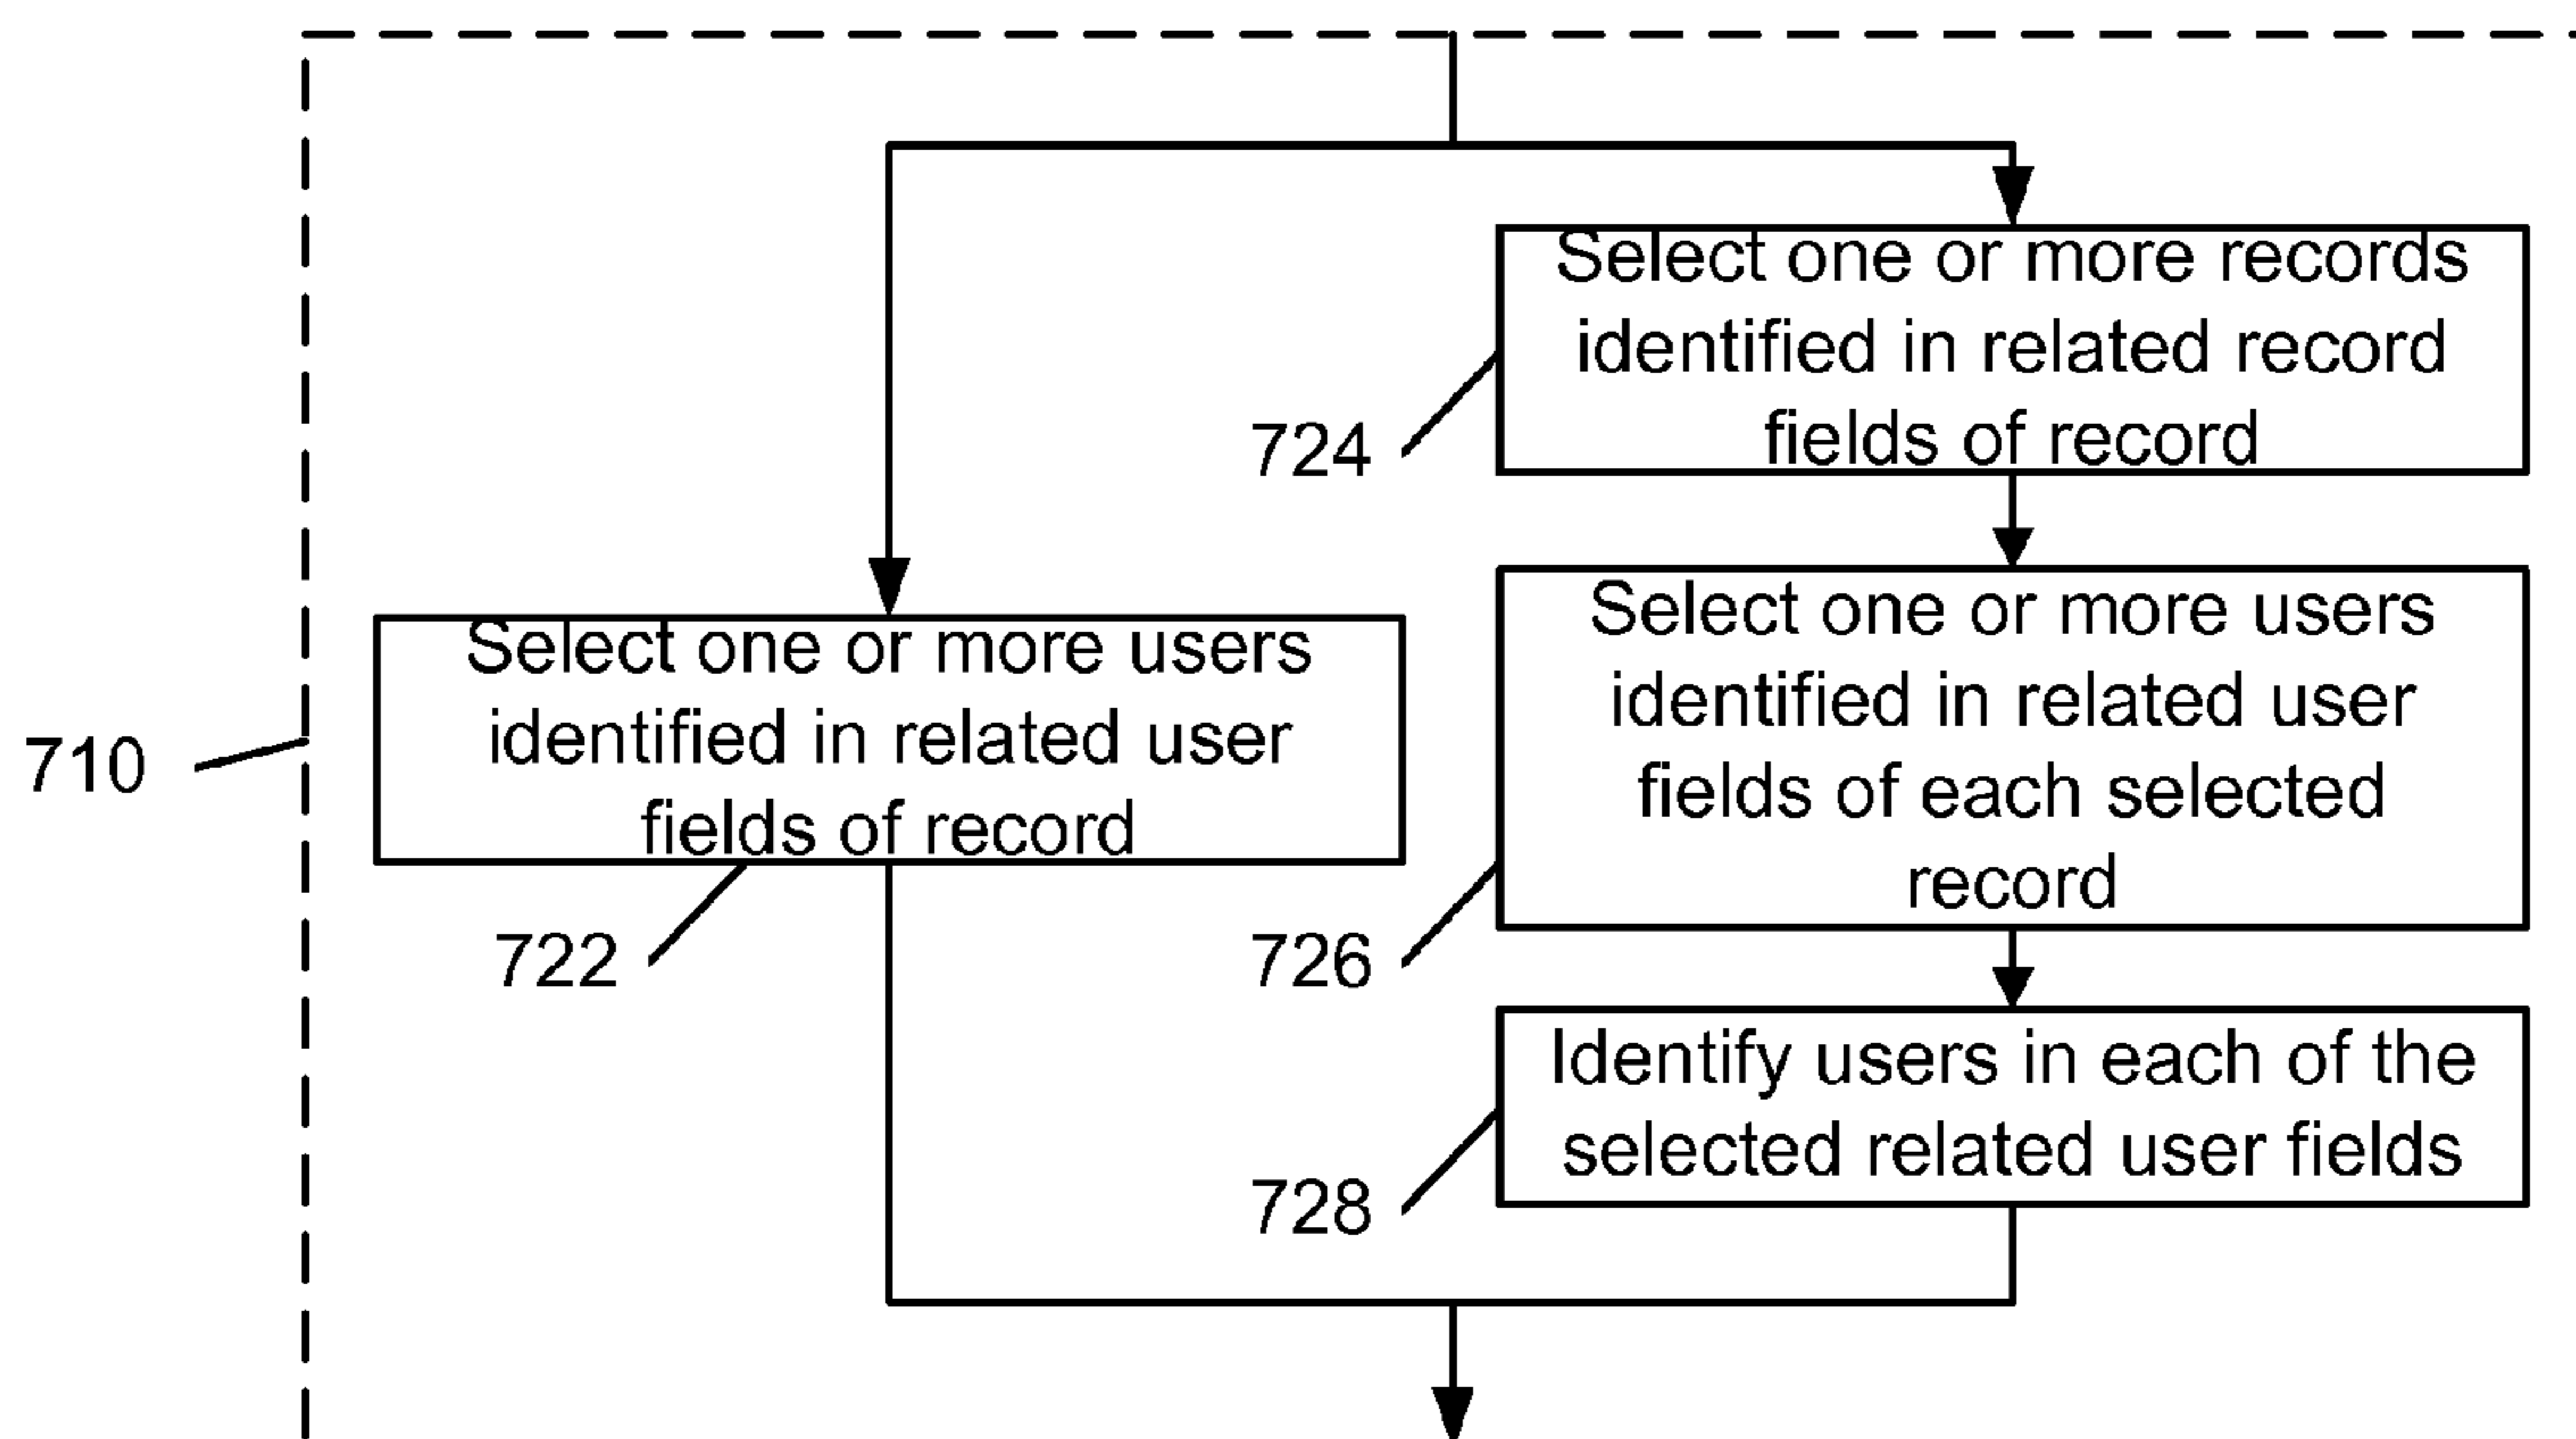 Select one or more records
identified in related record
fields of record
724
Select one or more users
identified in related user
fields of record
722
710
Select one or more users
identified in related user
fields of each selected
record
726
Identify users in each of the
selected related user fields
728